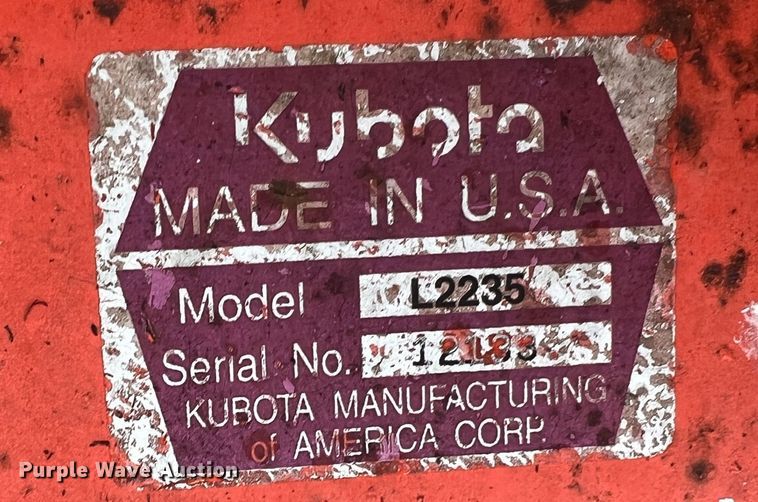 Kubota
MADE IN U.S.A.
Model L2235
Serial No.
KUBOTA MANUFACTURING
of AMERICA CORP.
Purple Wave Auction